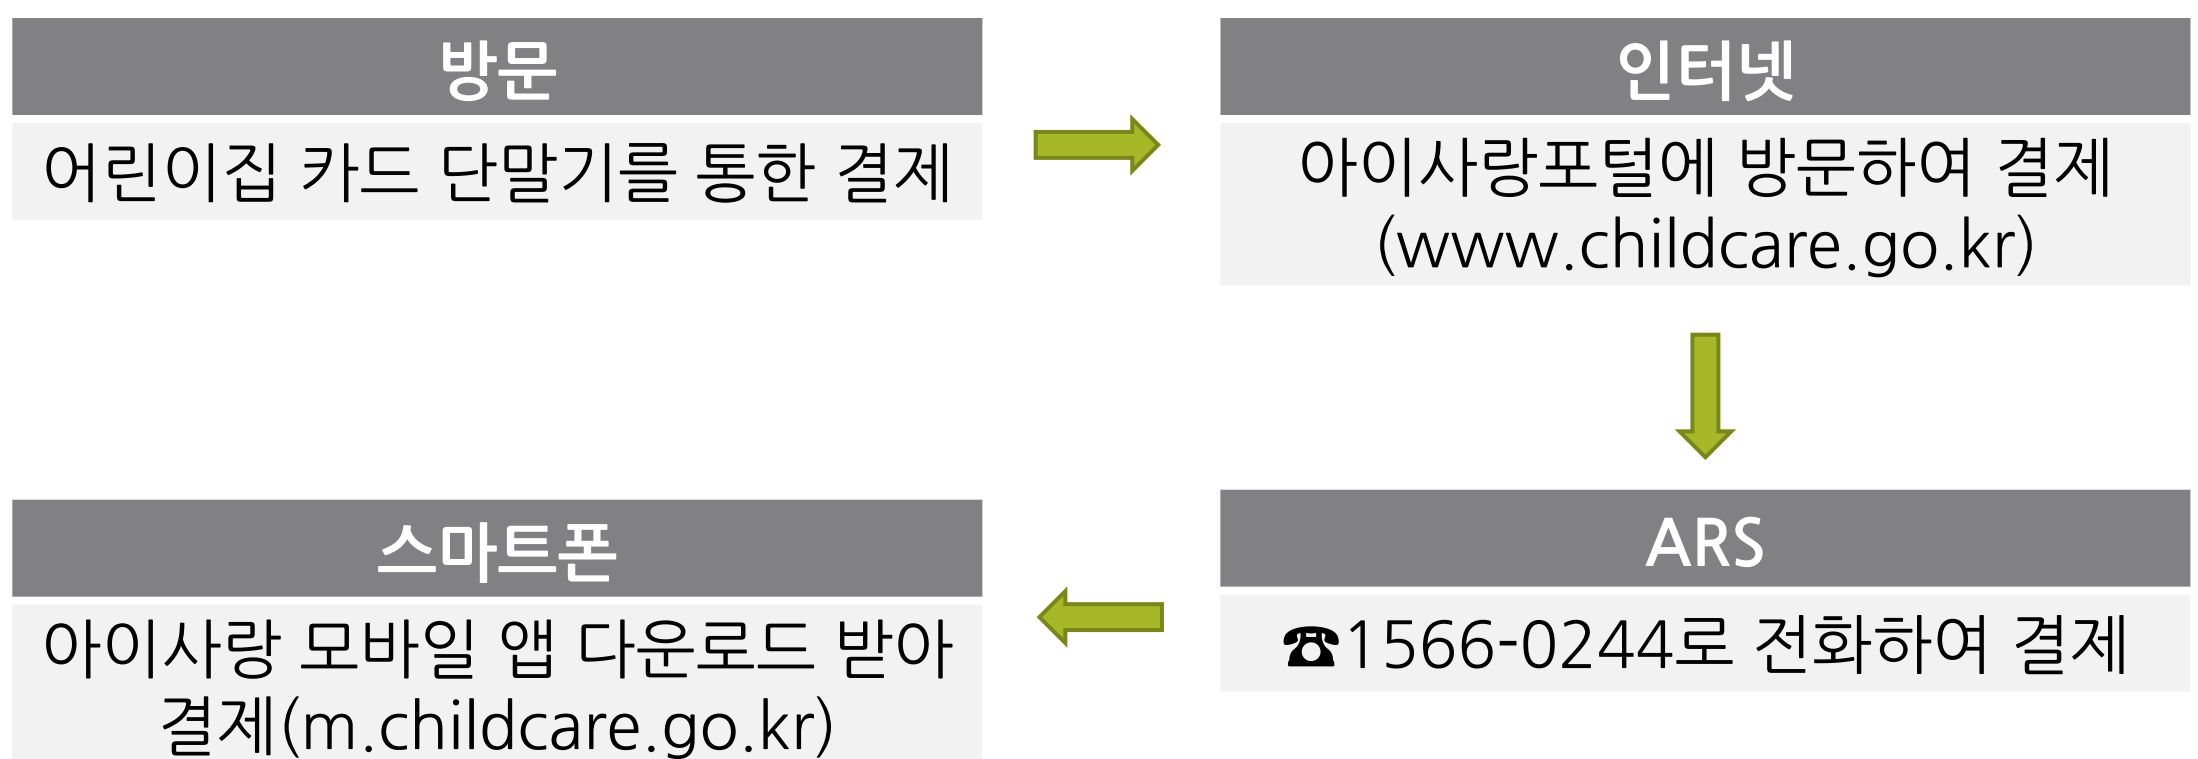 방문
어린이집 카드 단말기를 통한 결제
인터넷
아이사랑포털에 방문하여 결제
(www.childcare.go.kr)
ARS
☎1566-0244로 전화하여 결제
스마트폰
아이사랑 모바일 앱 다운로드 받아
결제(m.childcare.go.kr)